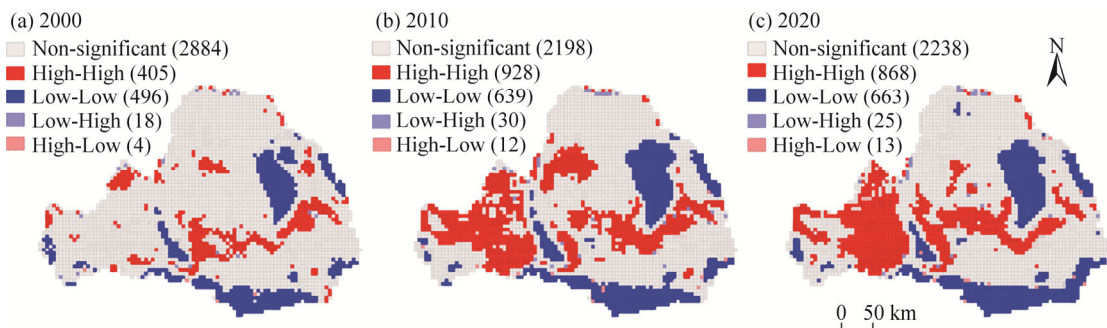 (a) 2000
Non-significant (2884)
High-High (405)
Low-Low (496)
Low-High (18)
High-Low (4)
(b) 2010
Non-significant (2198)
High-High (928)
Low-Low (639)
Low-High (30)
High-Low (12)
(c) 2020
Non-significant (2238)
High-High (868)
Low-Low (663)
Low-High (25)
High-Low (13)
N
0 50 km